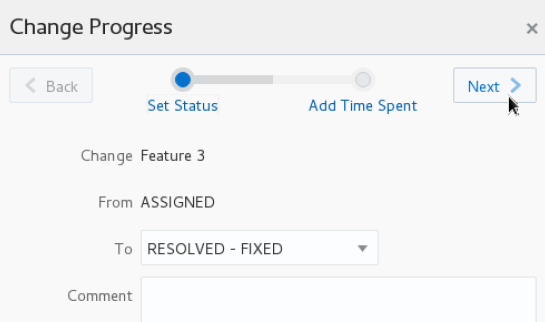 Change Progress
Back
Next
Set Status
Add Time Spent
Change Feature 3
From ASSIGNED
To RESOLVED - FIXED
Comment